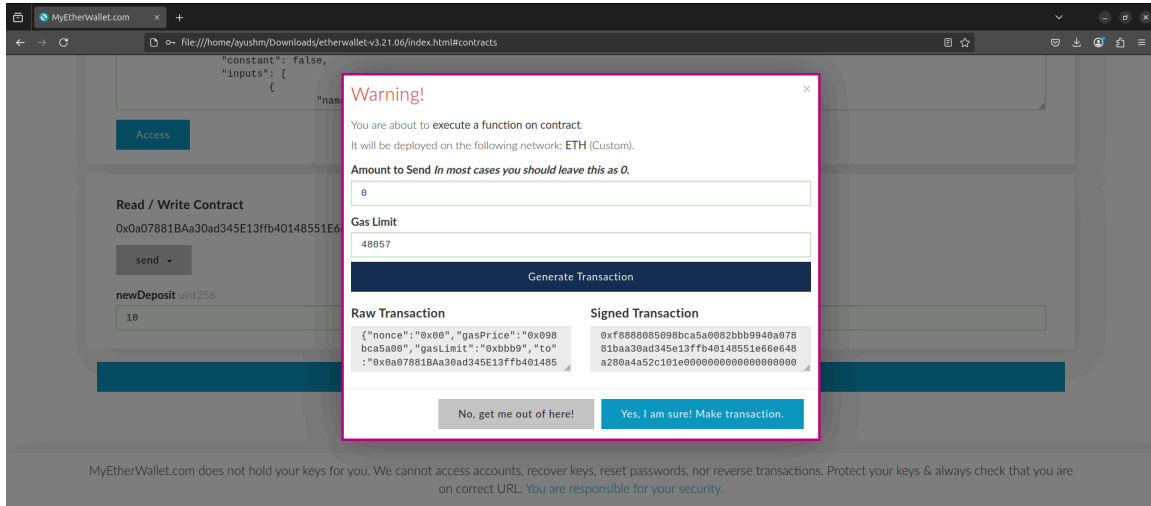 MyEtherWallet.com
file:///home/ayushm/Downloads/etherwallet-v3.21.06/index.html#contracts
"constant": false,
"inputs": [
{
"nam
Access
Read / Write Contract
0x0a07881BAa30ad345E13ffb40148551E6
send
newDeposit uint256
10
Warning!
×
You are about to execute a function on contract.
It will be deployed on the following network: ETH (Custom).
Amount to Send In most cases you should leave this as 0.
0
Gas Limit
48057
Generate Transaction
Raw Transaction
{"nonce":"0x00","gasPrice":"0x098
bca5a00","gasLimit":"0xbbb9","to"
:"0x0a07881BAa30ad345E13ffb401485
Signed Transaction
0xf8888085098bca5a0082bbb9940a078
81baa30ad345e13ffb40148551e66e648
a280a4a52c101e0000000000000000000
No, get me out of here!
Yes, I am sure! Make transaction.
MyEtherWallet.com does not hold your keys for you. We cannot access accounts, recover keys, reset passwords, nor reverse transactions. Protect your keys & always check that you are
on correct URL. You are responsible for your security.